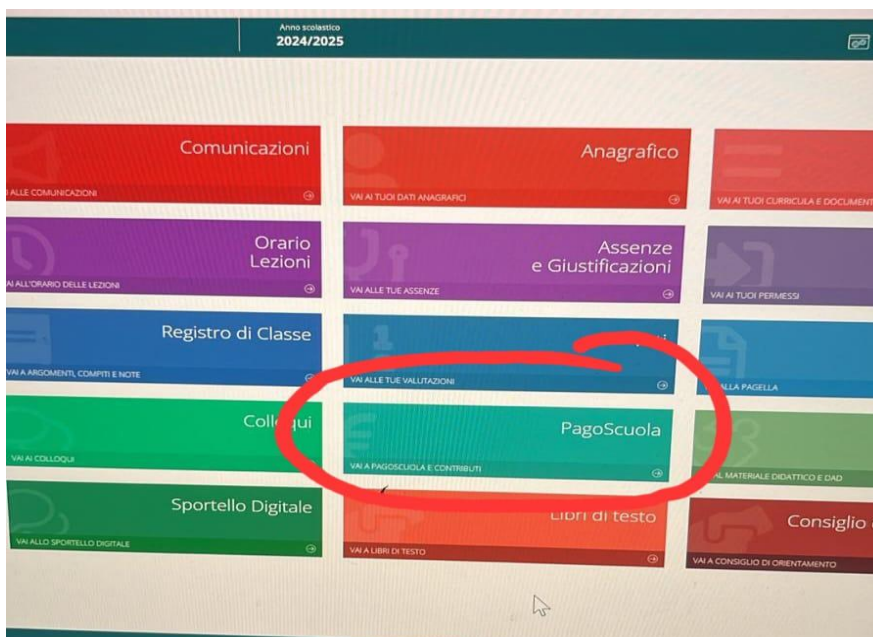 Anno scolastico
2024/2025
Comunicazioni
ALLE COMUNICAZIONI
Anagrafico
VAI AI TUOI DATI ANAGRAFICI
VAI AI TUOI CURRICULA E DOCUMENT
Orario
Lezioni
AI ALL'ORARIO DELLE LEZIONI
Assenze
e Giustificazioni
VAI ALLE TUE ASSENZE
VAI AI TUOI PERMESSI
Registro di Classe
VAI A ARGOMENTI, COMPITI E NOTE
VAI ALLE TUE VALUTAZIONI
ALLA PAGELLA
Colloqui
VAI AI COLLOQUI
PagoScuola
VAI A PAGOSCUOLA E CONTRIBUTI
AL MATERIALE DIDATTICO E DAD
Sportello Digitale
VAI ALLO SPORTELLO DIGITALE
Libri di testo
VAI A LIBRI DI TESTO
Consiglio
VAI A CONSIGLIO DI ORIENTAMENTO